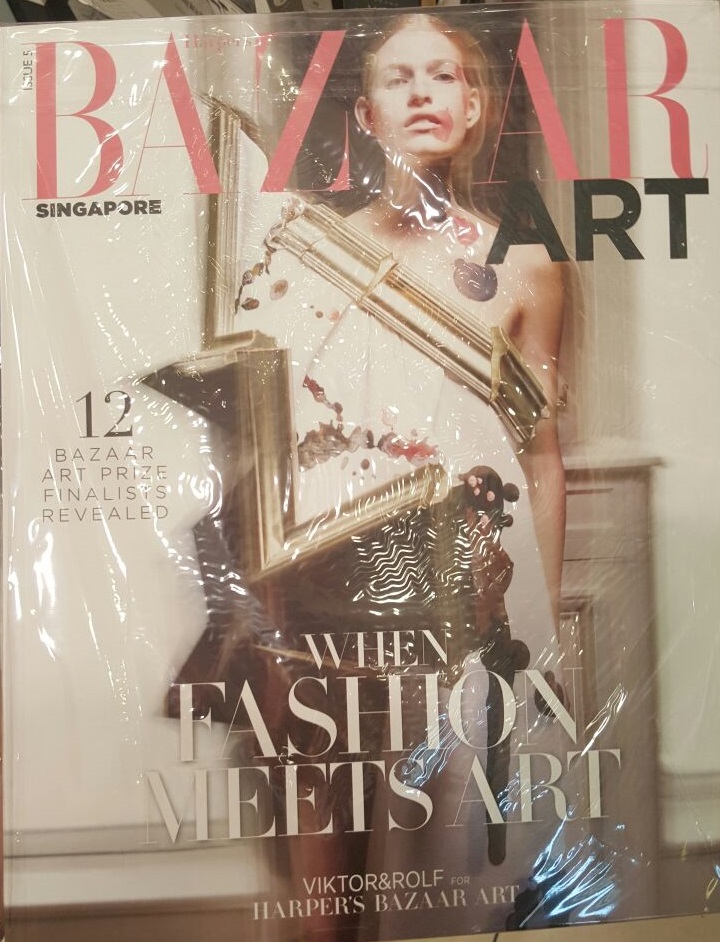 ISSUE 5
Harper's
BAZAAR
SINGAPORE
ART
12
BAZAAR
ART PRIZE
FINALISTS
REVEALED
WHEN
FASHION
MEETS ART
VIKTOR&ROLF FOR
HARPER'S BAZAAR ART